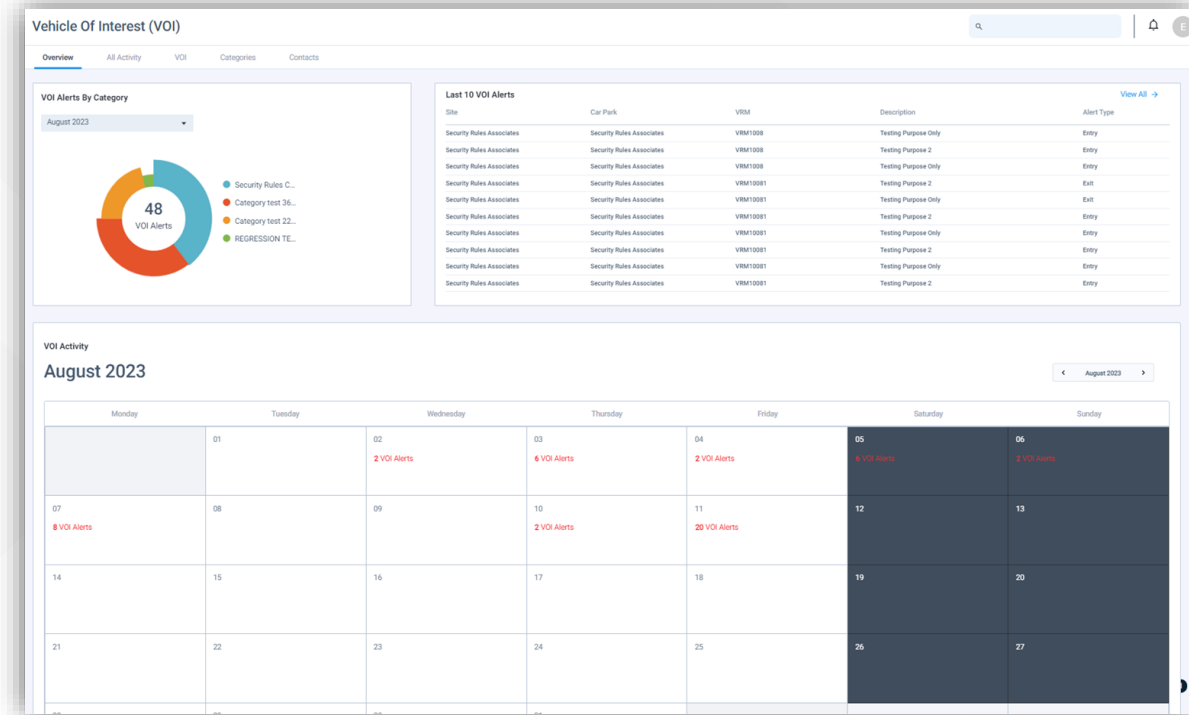 Vehicle Of Interest (VOI)
E
Overview All Activity VOI Categories Contacts
VOI Alerts By Category
August 2023
48
VOI Alerts
Security Rules C...
Category test 36...
Category test 22...
REGRESSION TE...
Last 10 VOI Alerts
View All →
Site Car Park VRM Description Alert Type
Security Rules Associates Security Rules Associates VRM1008 Testing Purpose Only Entry
Security Rules Associates Security Rules Associates VRM1008 Testing Purpose 2 Entry
Security Rules Associates Security Rules Associates VRM1008 Testing Purpose Only Entry
Security Rules Associates Security Rules Associates VRM10081 Testing Purpose 2 Exit
Security Rules Associates Security Rules Associates VRM10081 Testing Purpose Only Exit
Security Rules Associates Security Rules Associates VRM10081 Testing Purpose 2 Entry
Security Rules Associates Security Rules Associates VRM10081 Testing Purpose Only Entry
Security Rules Associates Security Rules Associates VRM10081 Testing Purpose 2 Entry
Security Rules Associates Security Rules Associates VRM10081 Testing Purpose Only Entry
Security Rules Associates Security Rules Associates VRM10081 Testing Purpose 2 Entry
VOI Activity
August 2023
‹ August 2023 ›
Monday Tuesday Wednesday Thursday Friday Saturday Sunday
01 02 03 04 05 06
2 VOI Alerts 6 VOI Alerts 2 VOI Alerts 6 VOI Alerts 2 VOI Alerts
07 08 09 10 11 12 13
8 VOI Alerts 2 VOI Alerts 20 VOI Alerts
14 15 16 17 18 19 20
21 22 23 24 25 26 27